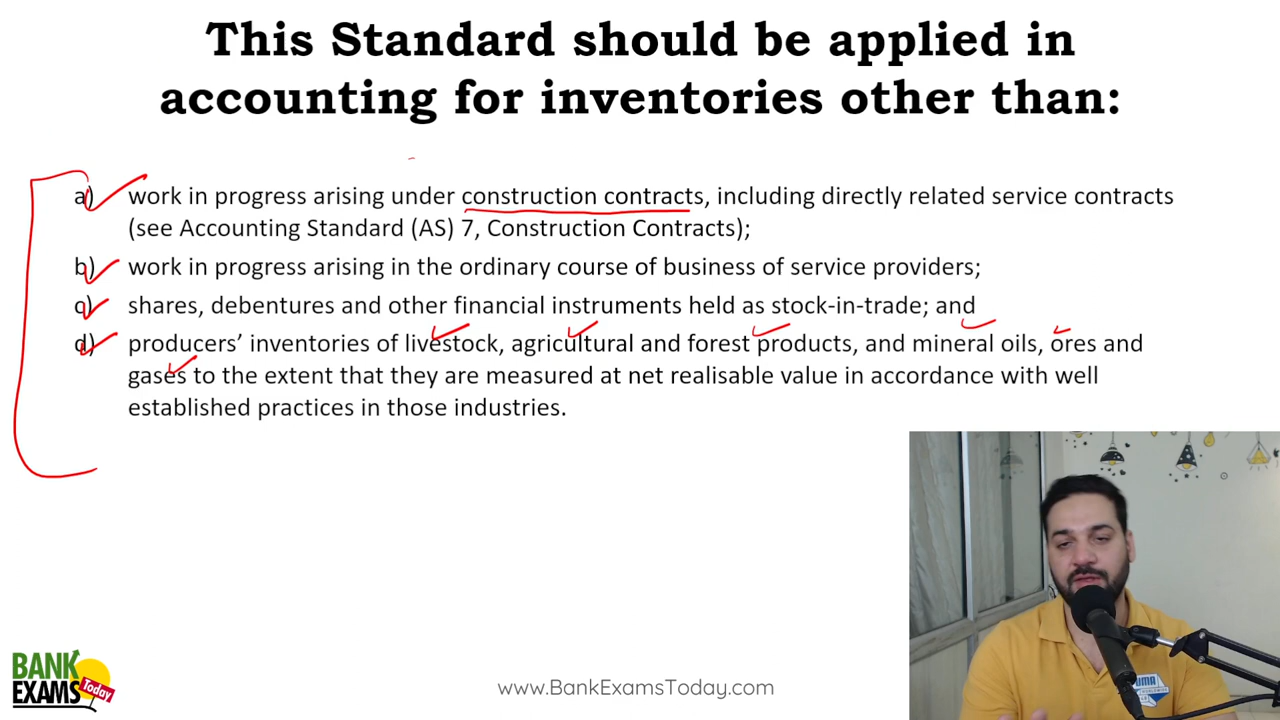 This Standard should be applied in
accounting for inventories other than:
a) work in progress arising under construction contracts, including directly related service contracts
(see Accounting Standard (AS) 7, Construction Contracts);
b) work in progress arising in the ordinary course of business of service providers;
c) shares, debentures and other financial instruments held as stock-in-trade; and
d) producers’ inventories of livestock, agricultural and forest products, and mineral oils, ores and
gases to the extent that they are measured at net realisable value in accordance with well
established practices in those industries.
BANK
EXAMS
Today
www.BankExamsToday.com
PUMA